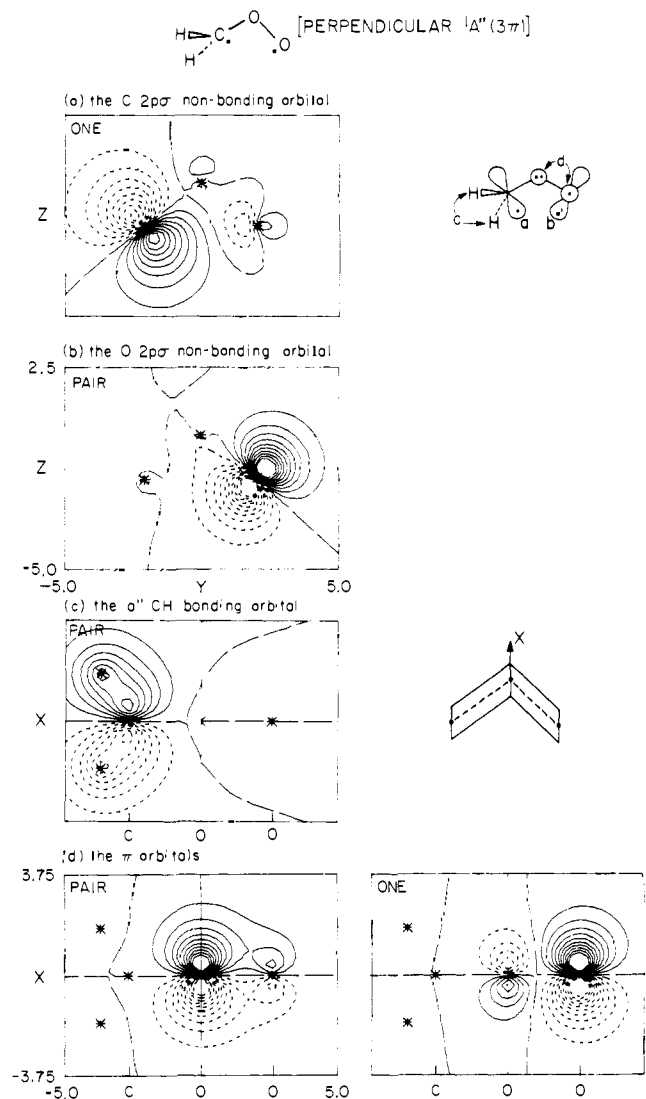 H C O O [PERPENDICULAR ¹A"(3π)]
H
(a) the C 2pσ non-bonding orbital
ONE
Z
H
H
c
a
b
d
(b) the O 2pσ non-bonding orbital
2.5
PAIR
Z
-5.0
-5.0 Y 5.0
(c) the a" CH bonding orbital
PAIR
X
X
C O O
(d) The π orbitals
3.75
PAIR
ONE
X
-3.75
-5.0 C O O 5.0
C O O